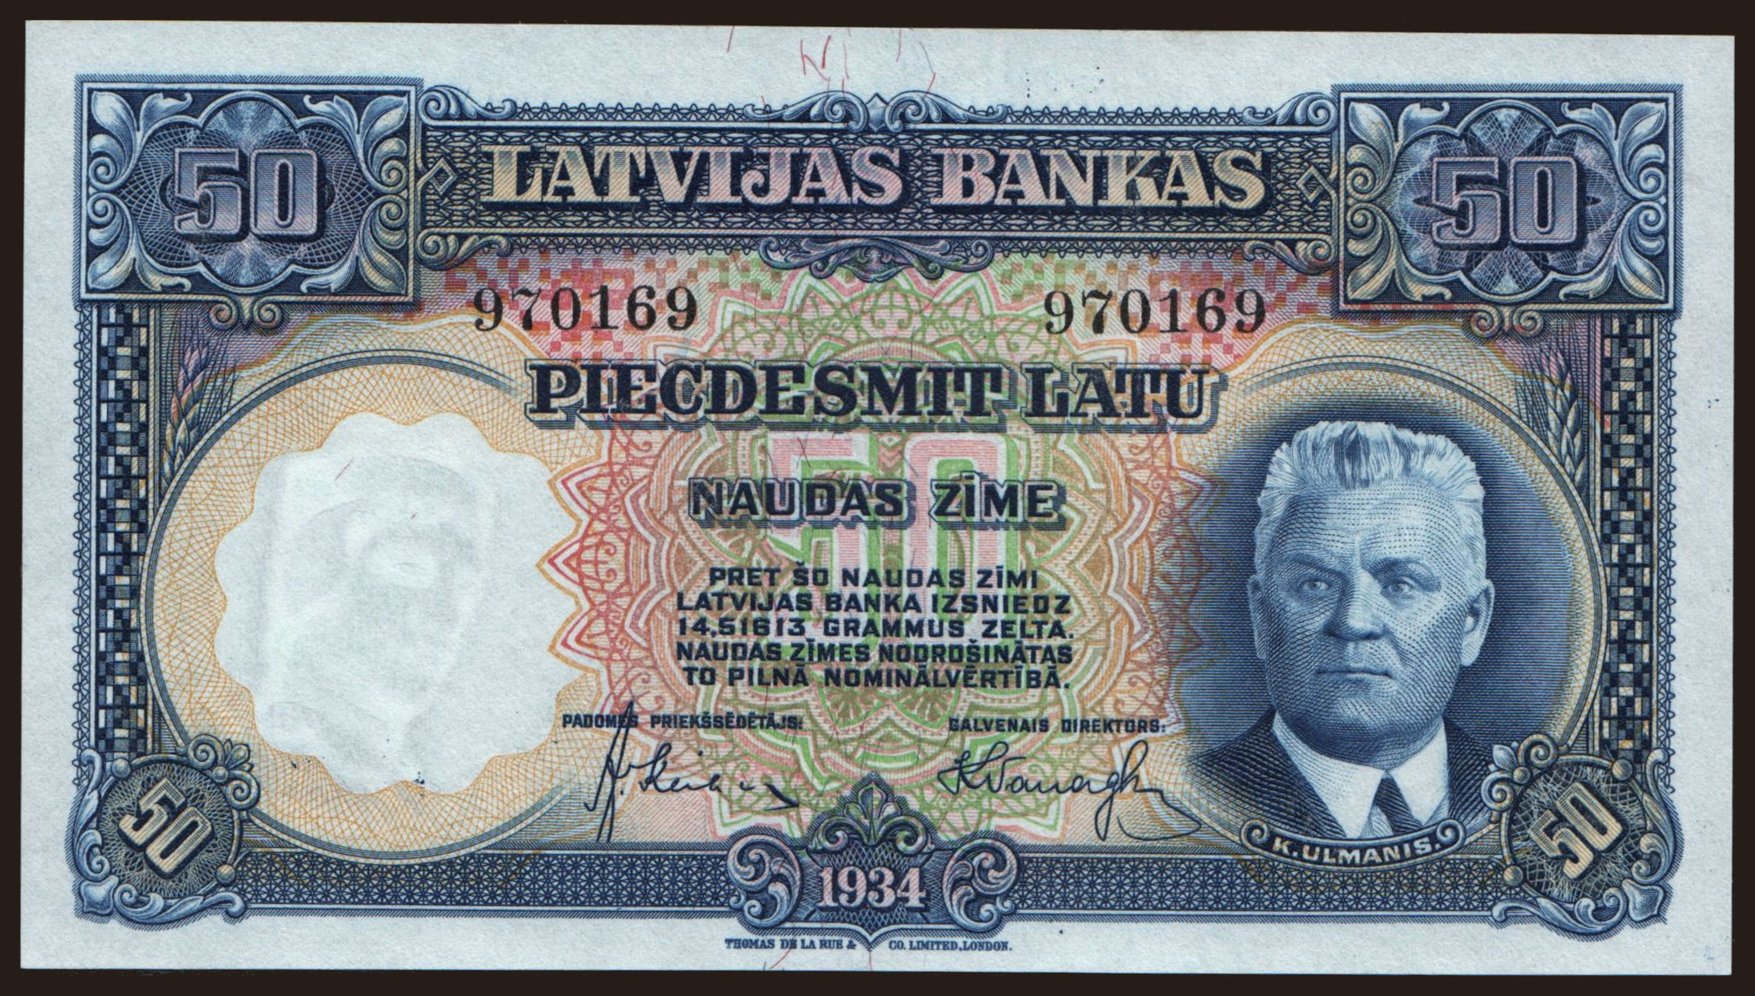 50 LATVIJAS BANKAS 50
970169 970169
PIECDESMIT LATU
50
NAUDAS ZĪME
PRET ŠO NAUDAS ZĪMI
LATVIJAS BANKA IZSNIEDZ
14,51613 GRAMMUS ZELTA.
NAUDAS ZĪMES NODROŠINĀTAS
TO PILNĀ NOMINĀLVĒRTĪBĀ.
PADOMES PRIEKŠSĒDĒTĀJS: GALVENAIS DIREKTORS:
K.ULMANIS.
50 1934 50
THOMAS DE LA RUE & CO. LIMITED, LONDON.